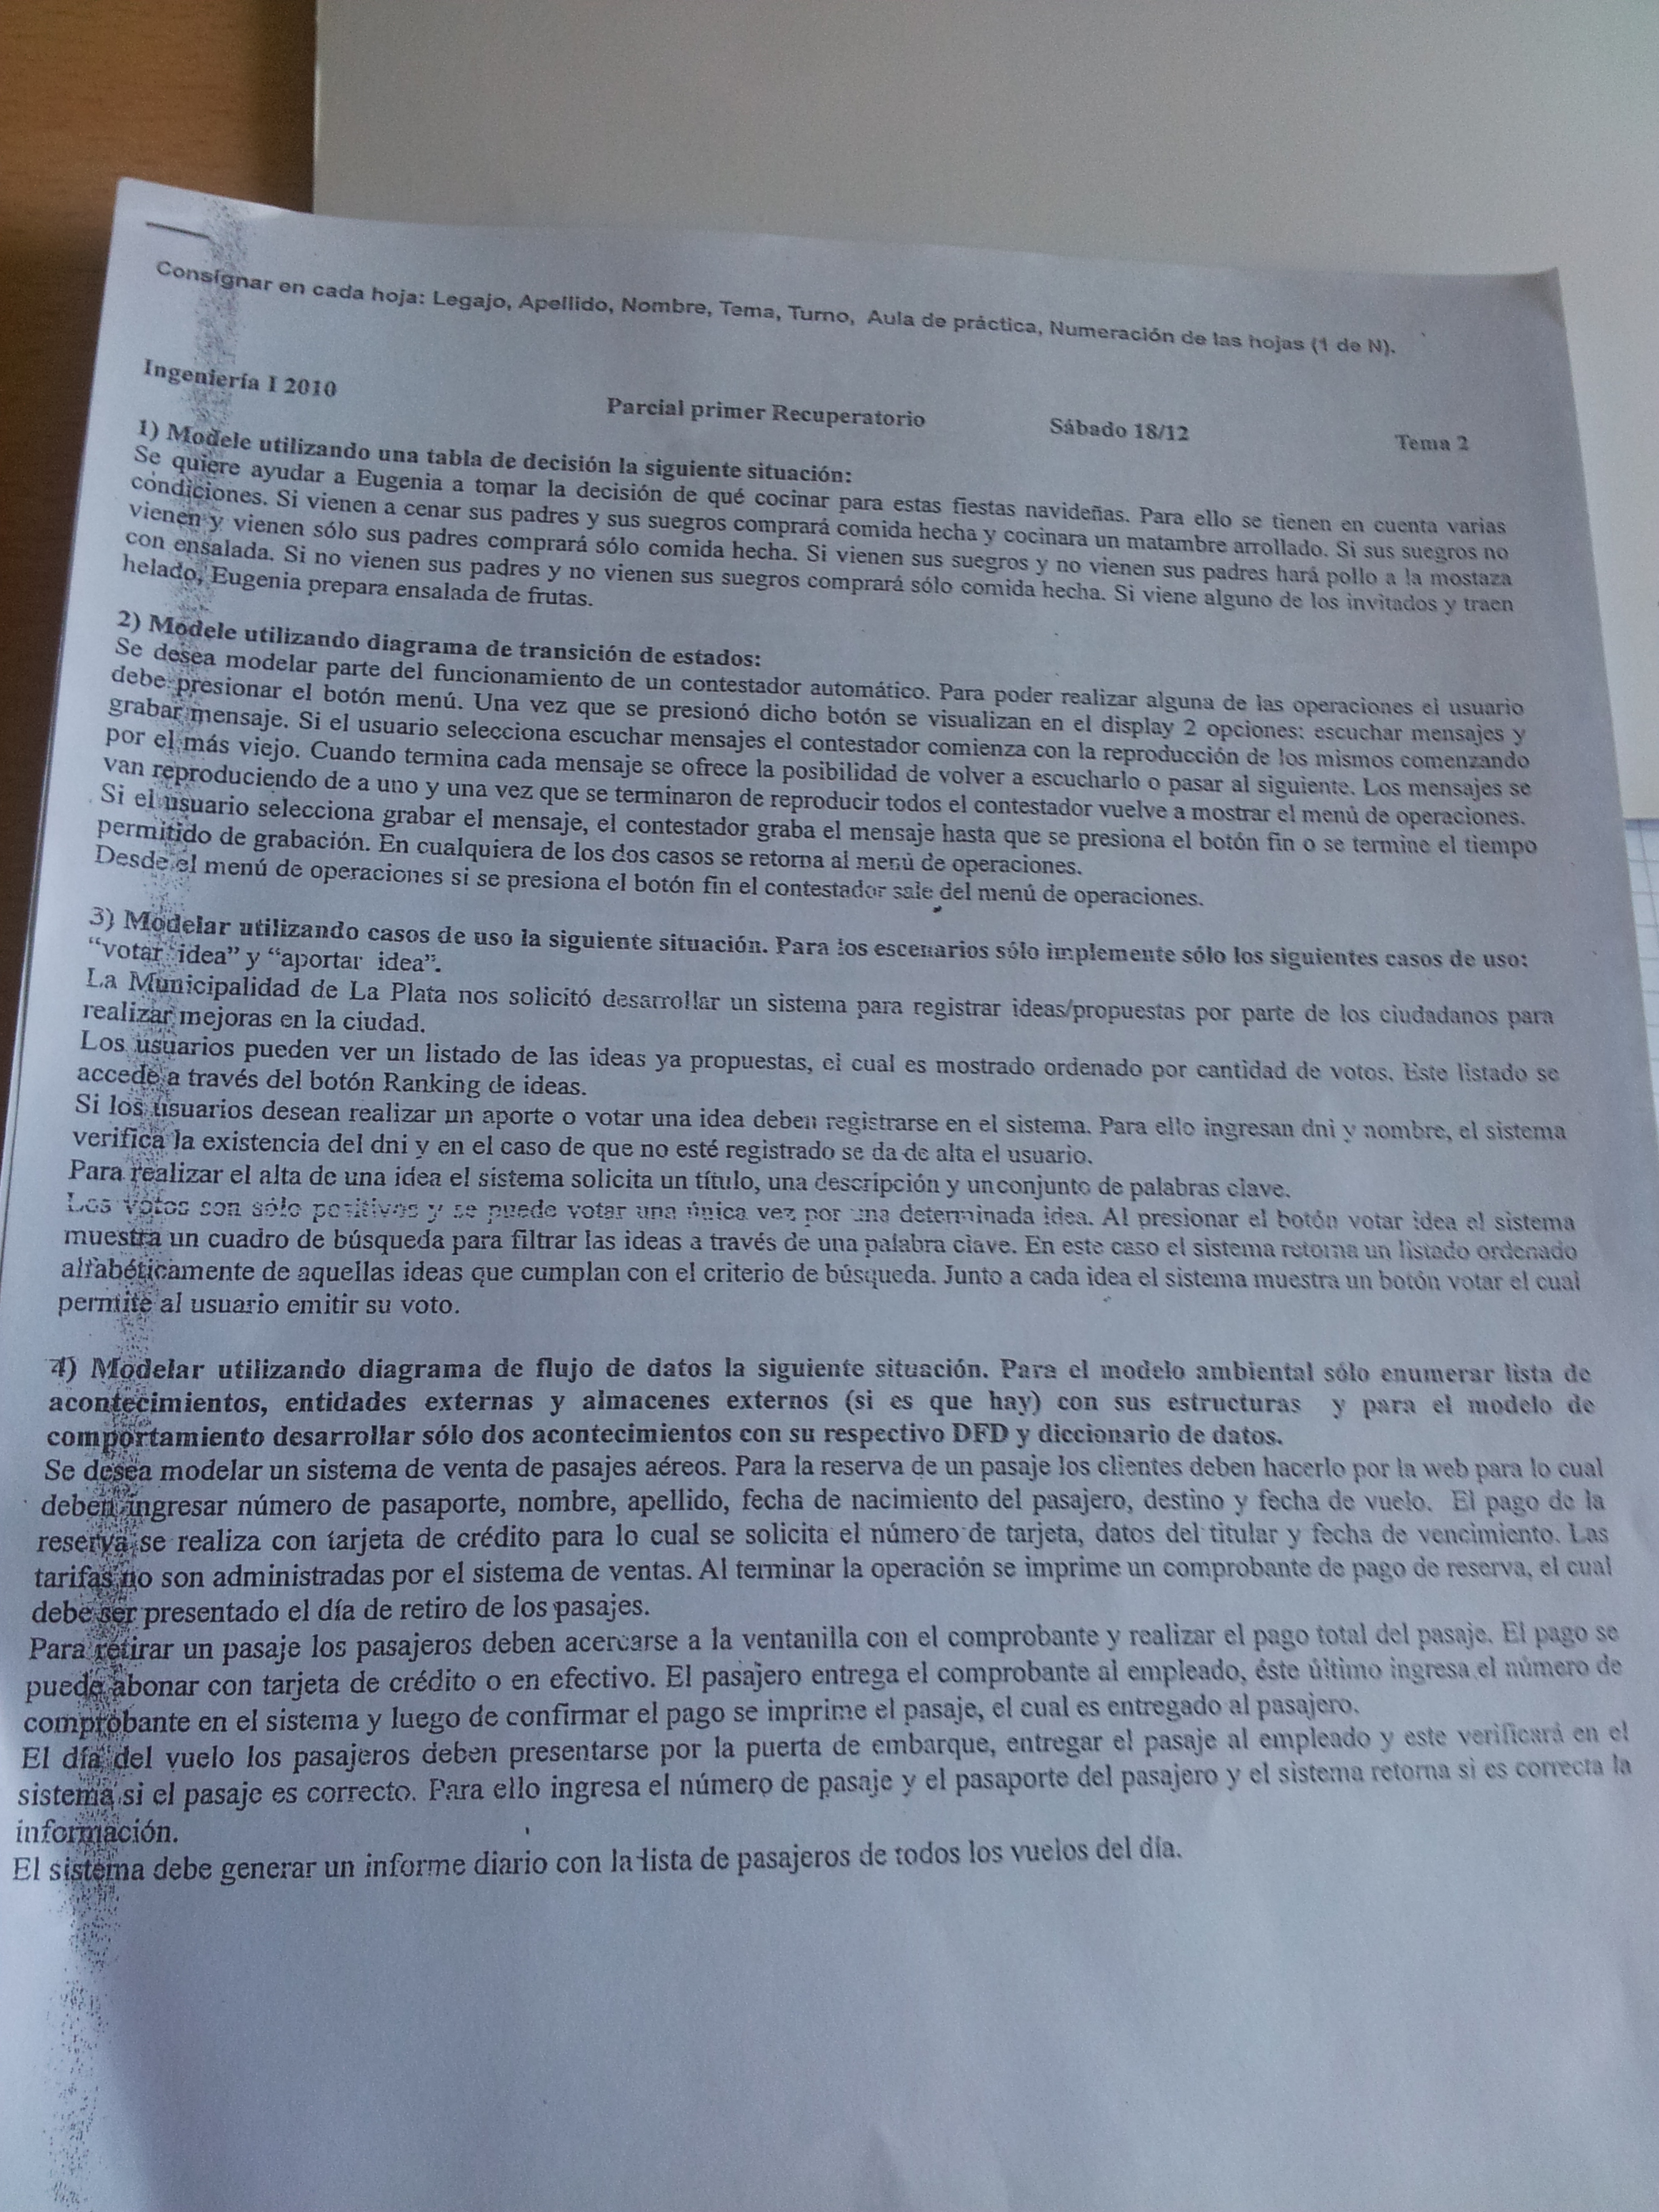 Consignar en cada hoja: Legajo, Apellido, Nombre, Tema, Turno, Aula de práctica, Numeración de las hojas (1 de N).
Ingeniería I 2010 Parcial primer Recuperatorio Sábado 18/12 Tema 2
1) Modele utilizando una tabla de decisión la siguiente situación:
Se quiere ayudar a Eugenia a tomar la decisión de qué cocinar para estas fiestas navideñas. Para ello se tienen en cuenta varias
condiciones. Si vienen a cenar sus padres y sus suegros comprará comida hecha y cocinara un matambre arrollado. Si sus suegros no
vienen y vienen sólo sus padres comprará sólo comida hecha. Si vienen sus suegros y no vienen sus padres hará pollo a la mostaza
con ensalada. Si no vienen sus padres y no vienen sus suegros comprará sólo comida hecha. Si viene alguno de los invitados y traen
helado, Eugenia prepara ensalada de frutas.
2) Modele utilizando diagrama de transición de estados:
Se desea modelar parte del funcionamiento de un contestador automático. Para poder realizar alguna de las operaciones el usuario
debe presionar el botón menú. Una vez que se presionó dicho botón se visualizan en el display 2 opciones: escuchar mensajes y
grabar mensaje. Si el usuario selecciona escuchar mensajes el contestador comienza con la reproducción de los mismos comenzando
por el más viejo. Cuando termina cada mensaje se ofrece la posibilidad de volver a escucharlo o pasar al siguiente. Los mensajes se
van reproduciendo de a uno y una vez que se terminaron de reproducir todos el contestador vuelve a mostrar el menú de operaciones.
Si el usuario selecciona grabar el mensaje, el contestador graba el mensaje hasta que se presiona el botón fin o se termine el tiempo
permitido de grabación. En cualquiera de los dos casos se retorna al menú de operaciones.
Desde el menú de operaciones si se presiona el botón fin el contestador sale del menú de operaciones.
3) Modelar utilizando casos de uso la siguiente situación. Para los escenarios sólo implemente sólo los siguientes casos de uso:
“votar idea” y “aportar idea”.
La Municipalidad de La Plata nos solicitó desarrollar un sistema para registrar ideas/propuestas por parte de los ciudadanos para
realizar mejoras en la ciudad.
Los usuarios pueden ver un listado de las ideas ya propuestas, el cual es mostrado ordenado por cantidad de votos. Este listado se
accede a través del botón Ranking de ideas.
Si los usuarios desean realizar un aporte o votar una idea deben registrarse en el sistema. Para ello ingresan dni y nombre, el sistema
verifica la existencia del dni y en el caso de que no esté registrado se da de alta el usuario.
Para realizar el alta de una idea el sistema solicita un título, una descripción y unconjunto de palabras clave.
Los votos son sólo positivos y se puede votar una única vez por una determinada idea. Al presionar el botón votar idea el sistema
muestra un cuadro de búsqueda para filtrar las ideas a través de una palabra clave. En este caso el sistema retorna un listado ordenado
alfabéticamente de aquellas ideas que cumplan con el criterio de búsqueda. Junto a cada idea el sistema muestra un botón votar el cual
permite al usuario emitir su voto.
4) Modelar utilizando diagrama de flujo de datos la siguiente situación. Para el modelo ambiental sólo enumerar lista de
acontecimientos, entidades externas y almacenes externos (si es que hay) con sus estructuras y para el modelo de
comportamiento desarrollar sólo dos acontecimientos con su respectivo DFD y diccionario de datos.
Se desea modelar un sistema de venta de pasajes aéreos. Para la reserva de un pasaje los clientes deben hacerlo por la web para lo cual
deben ingresar número de pasaporte, nombre, apellido, fecha de nacimiento del pasajero, destino y fecha de vuelo. El pago de la
reserva se realiza con tarjeta de crédito para lo cual se solicita el número de tarjeta, datos del titular y fecha de vencimiento. Las
tarifas no son administradas por el sistema de ventas. Al terminar la operación se imprime un comprobante de pago de reserva, el cual
debe ser presentado el día de retiro de los pasajes.
Para retirar un pasaje los pasajeros deben acercarse a la ventanilla con el comprobante y realizar el pago total del pasaje. El pago se
puede abonar con tarjeta de crédito o en efectivo. El pasajero entrega el comprobante al empleado, éste último ingresa el número de
comprobante en el sistema y luego de confirmar el pago se imprime el pasaje, el cual es entregado al pasajero.
El día del vuelo los pasajeros deben presentarse por la puerta de embarque, entregar el pasaje al empleado y este verificará en el
sistema si el pasaje es correcto. Para ello ingresa el número de pasaje y el pasaporte del pasajero y el sistema retorna si es correcta la
información.
El sistema debe generar un informe diario con la lista de pasajeros de todos los vuelos del día.